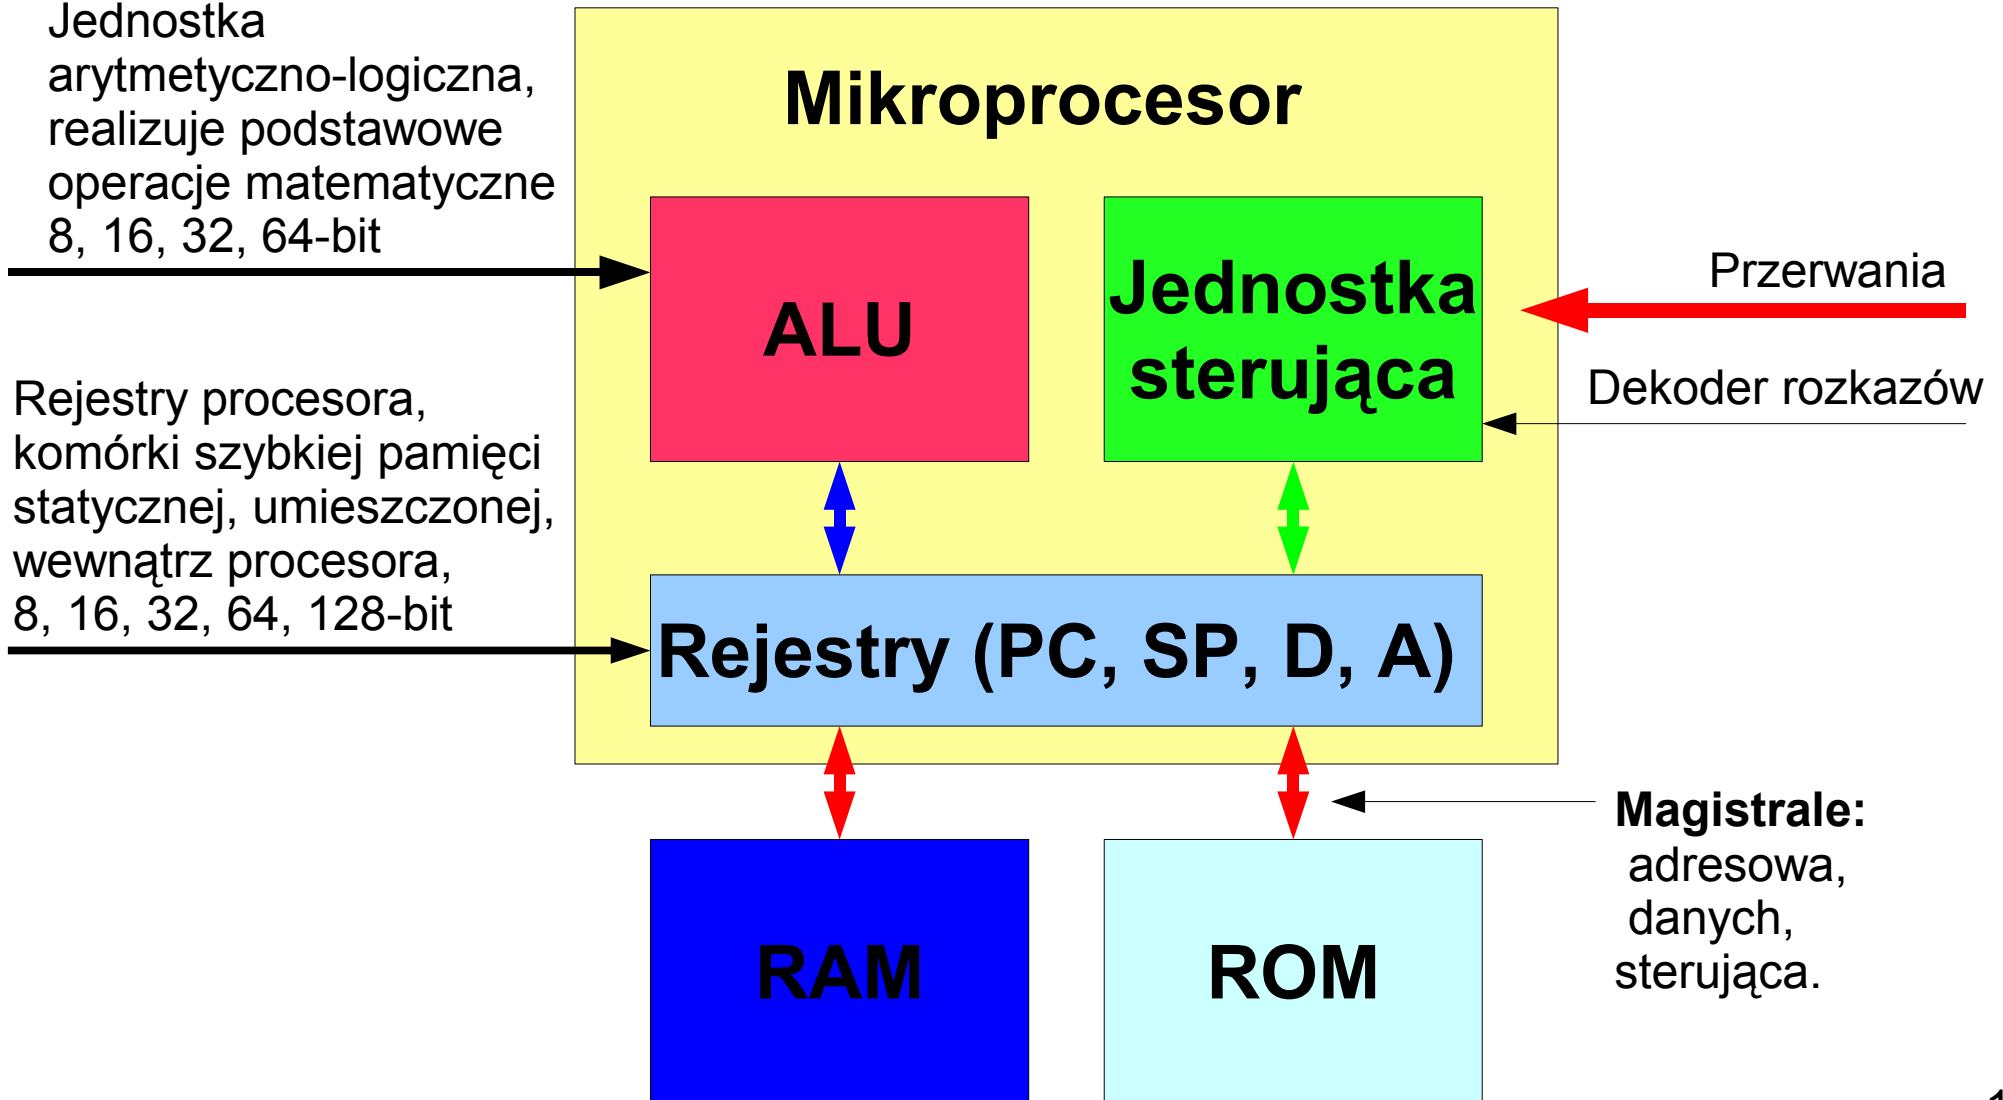 Jednostka
arytmetyczno-logiczna,
realizuje podstawowe
operacje matematyczne
8, 16, 32, 64-bit
Rejestry procesora,
komórki szybkiej pamięci
statycznej, umieszczonej,
wewnątrz procesora,
8, 16, 32, 64, 128-bit
Mikroprocesor
ALU
Jednostka
sterująca
Rejestry (PC, SP, D, A)
RAM
ROM
Przerwania
Dekoder rozkazów
Magistrale:
adresowa,
danych,
sterująca.